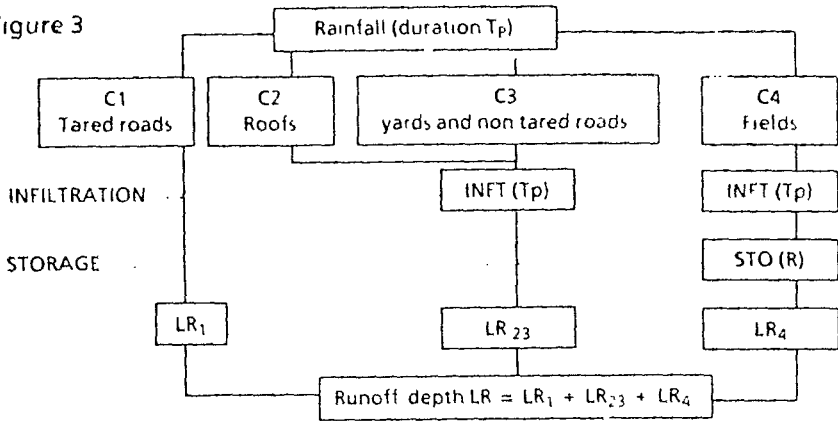 igure 3
Rainfall (duration Tp)
C1
Tared roads
C2
Roofs
C3
yards and non tared roads
C4
Fields
INFILTRATION
INFT (Tp)
INFT (Tp)
STORAGE
STO (R)
LR1
LR23
LR4
Runoff depth LR = LR1 + LR23 + LR4